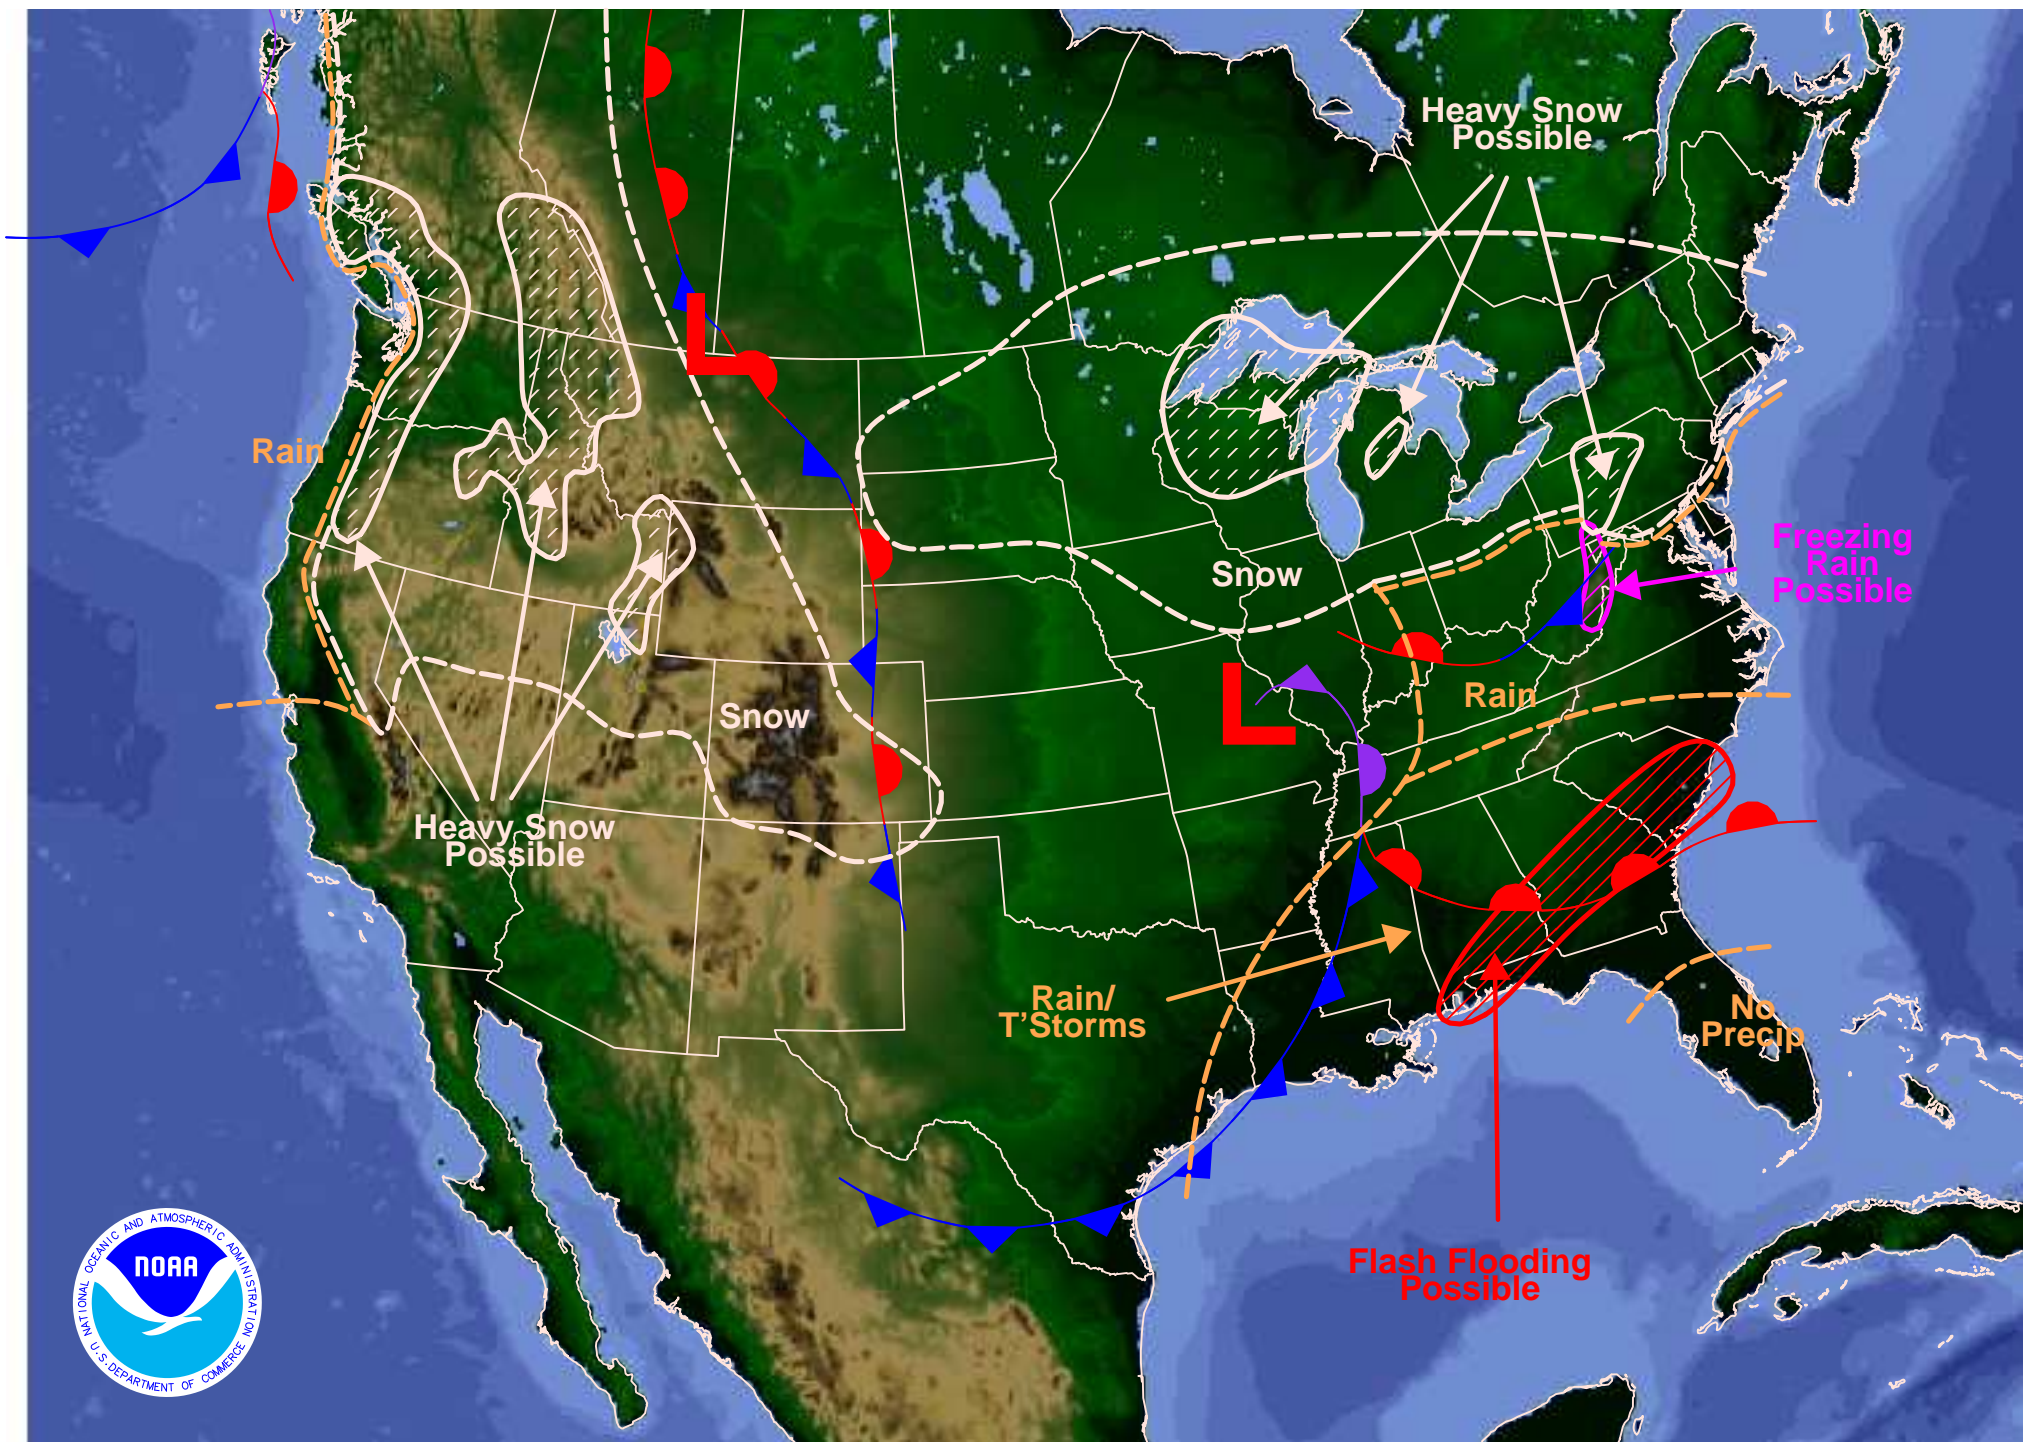 Heavy Snow
Possible
Rain
Freezing
Rain
Possible
Snow
Rain
Snow
Heavy Snow
Possible
Rain/
T'Storms
No
Precip
Flash Flooding
Possible
L
L
NATIONAL OCEANIC AND ATMOSPHERIC ADMINISTRATION
NOAA
U.S. DEPARTMENT OF COMMERCE